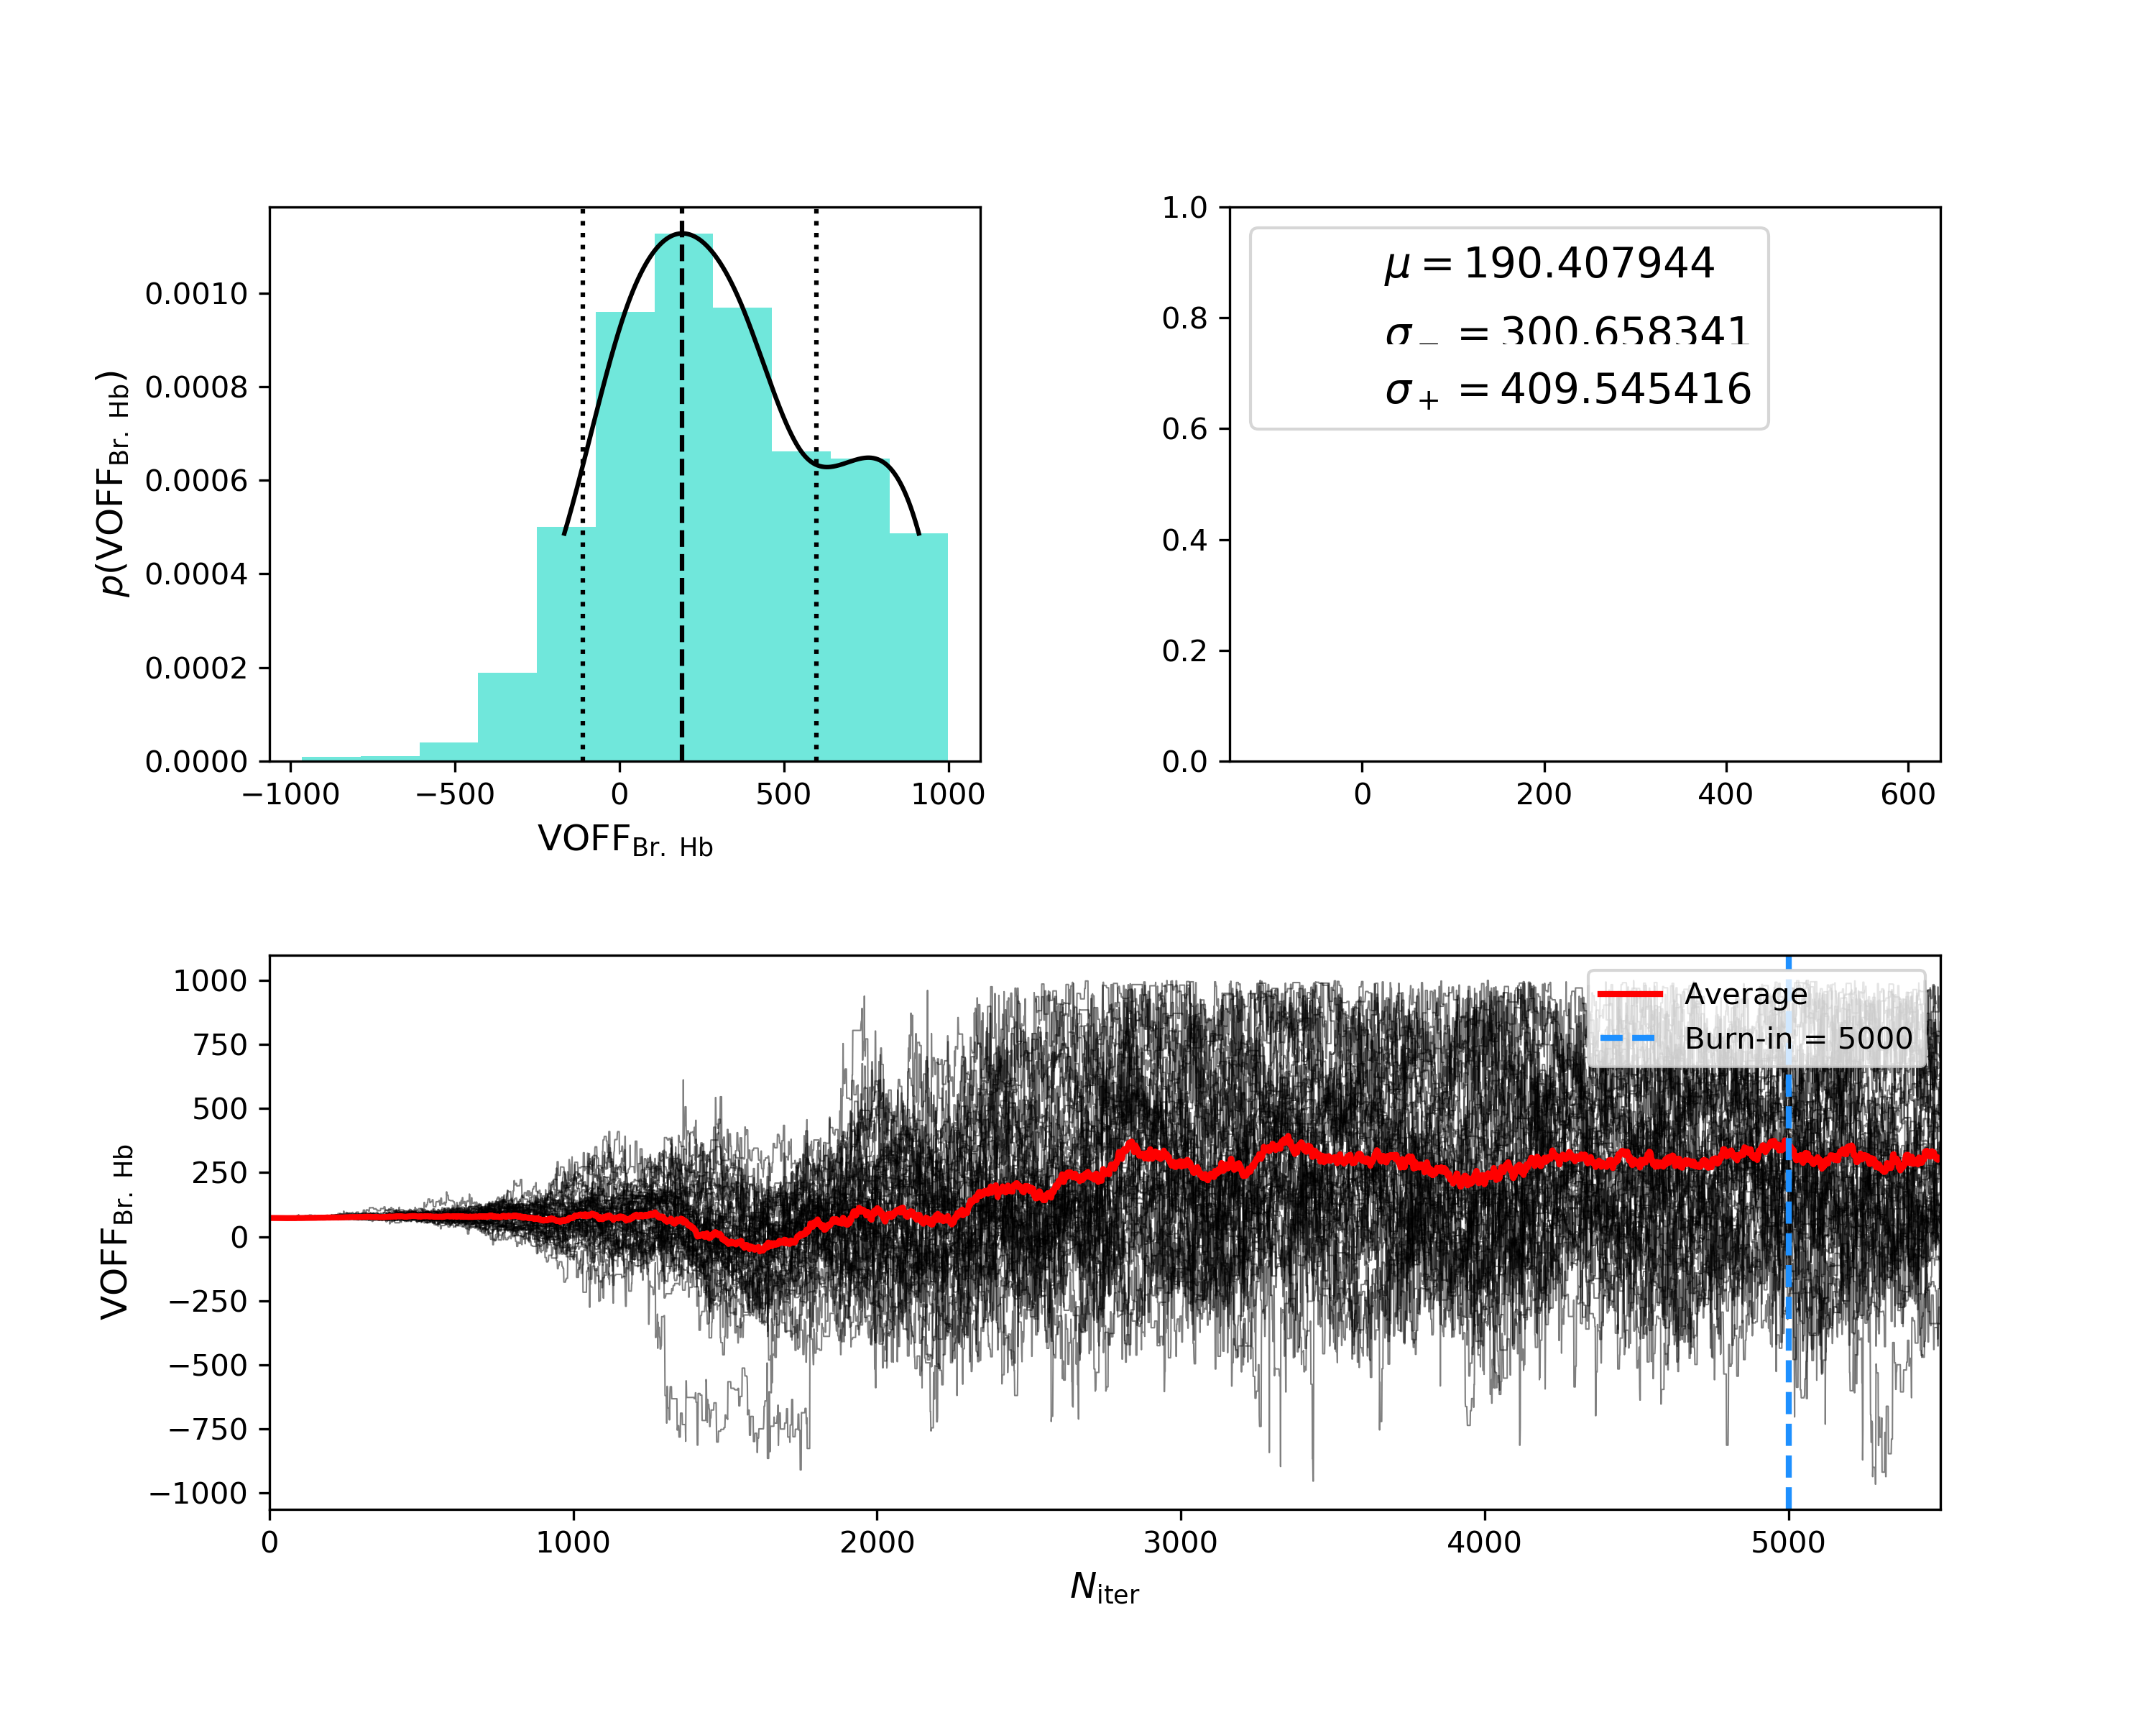 0.0010
0.0008
0.0006
0.0004
0.0002
0.0000
p(VOFF_Br. Hb)
−1000 −500 0 500 1000
VOFF_Br. Hb
1.0
0.8
0.6
0.4
0.2
0.0
μ = 190.407944
σ_− = 300.658341
σ_+ = 409.545416
0 200 400 600
1000
750
500
250
0
−250
−500
−750
−1000
VOFF_Br. Hb
Average
Burn-in = 5000
0 1000 2000 3000 4000 5000
N_iter